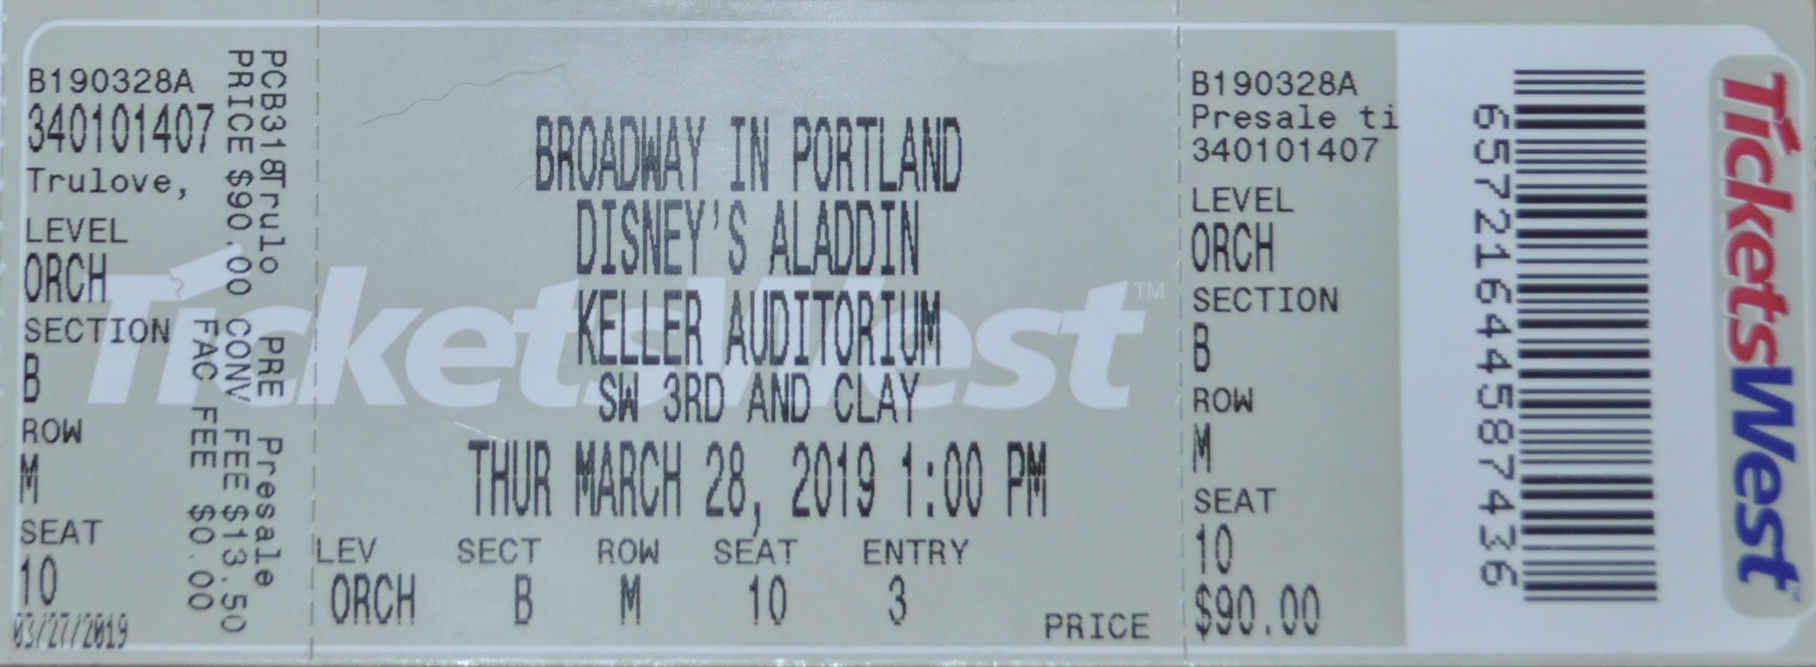 B190328A
340101407
Trulove,
LEVEL
ORCH
SECTION
B
ROW
M
SEAT
10
03/27/2019
PCB318Trulo PRE Presale
PRICE $90.00 CONV FEE $13.50
FAC FEE $0.00
TicketsWest™
BROADWAY IN PORTLAND
DISNEY'S ALADDIN
KELLER AUDITORIUM
SW 3RD AND CLAY
THUR MARCH 28, 2019 1:00 PM
LEV SECT ROW SEAT ENTRY
ORCH B M 10 3
PRICE
B190328A
Presale ti
340101407
LEVEL
ORCH
SECTION
B
ROW
M
SEAT
10
$90.00
65721644587436
TicketsWest™